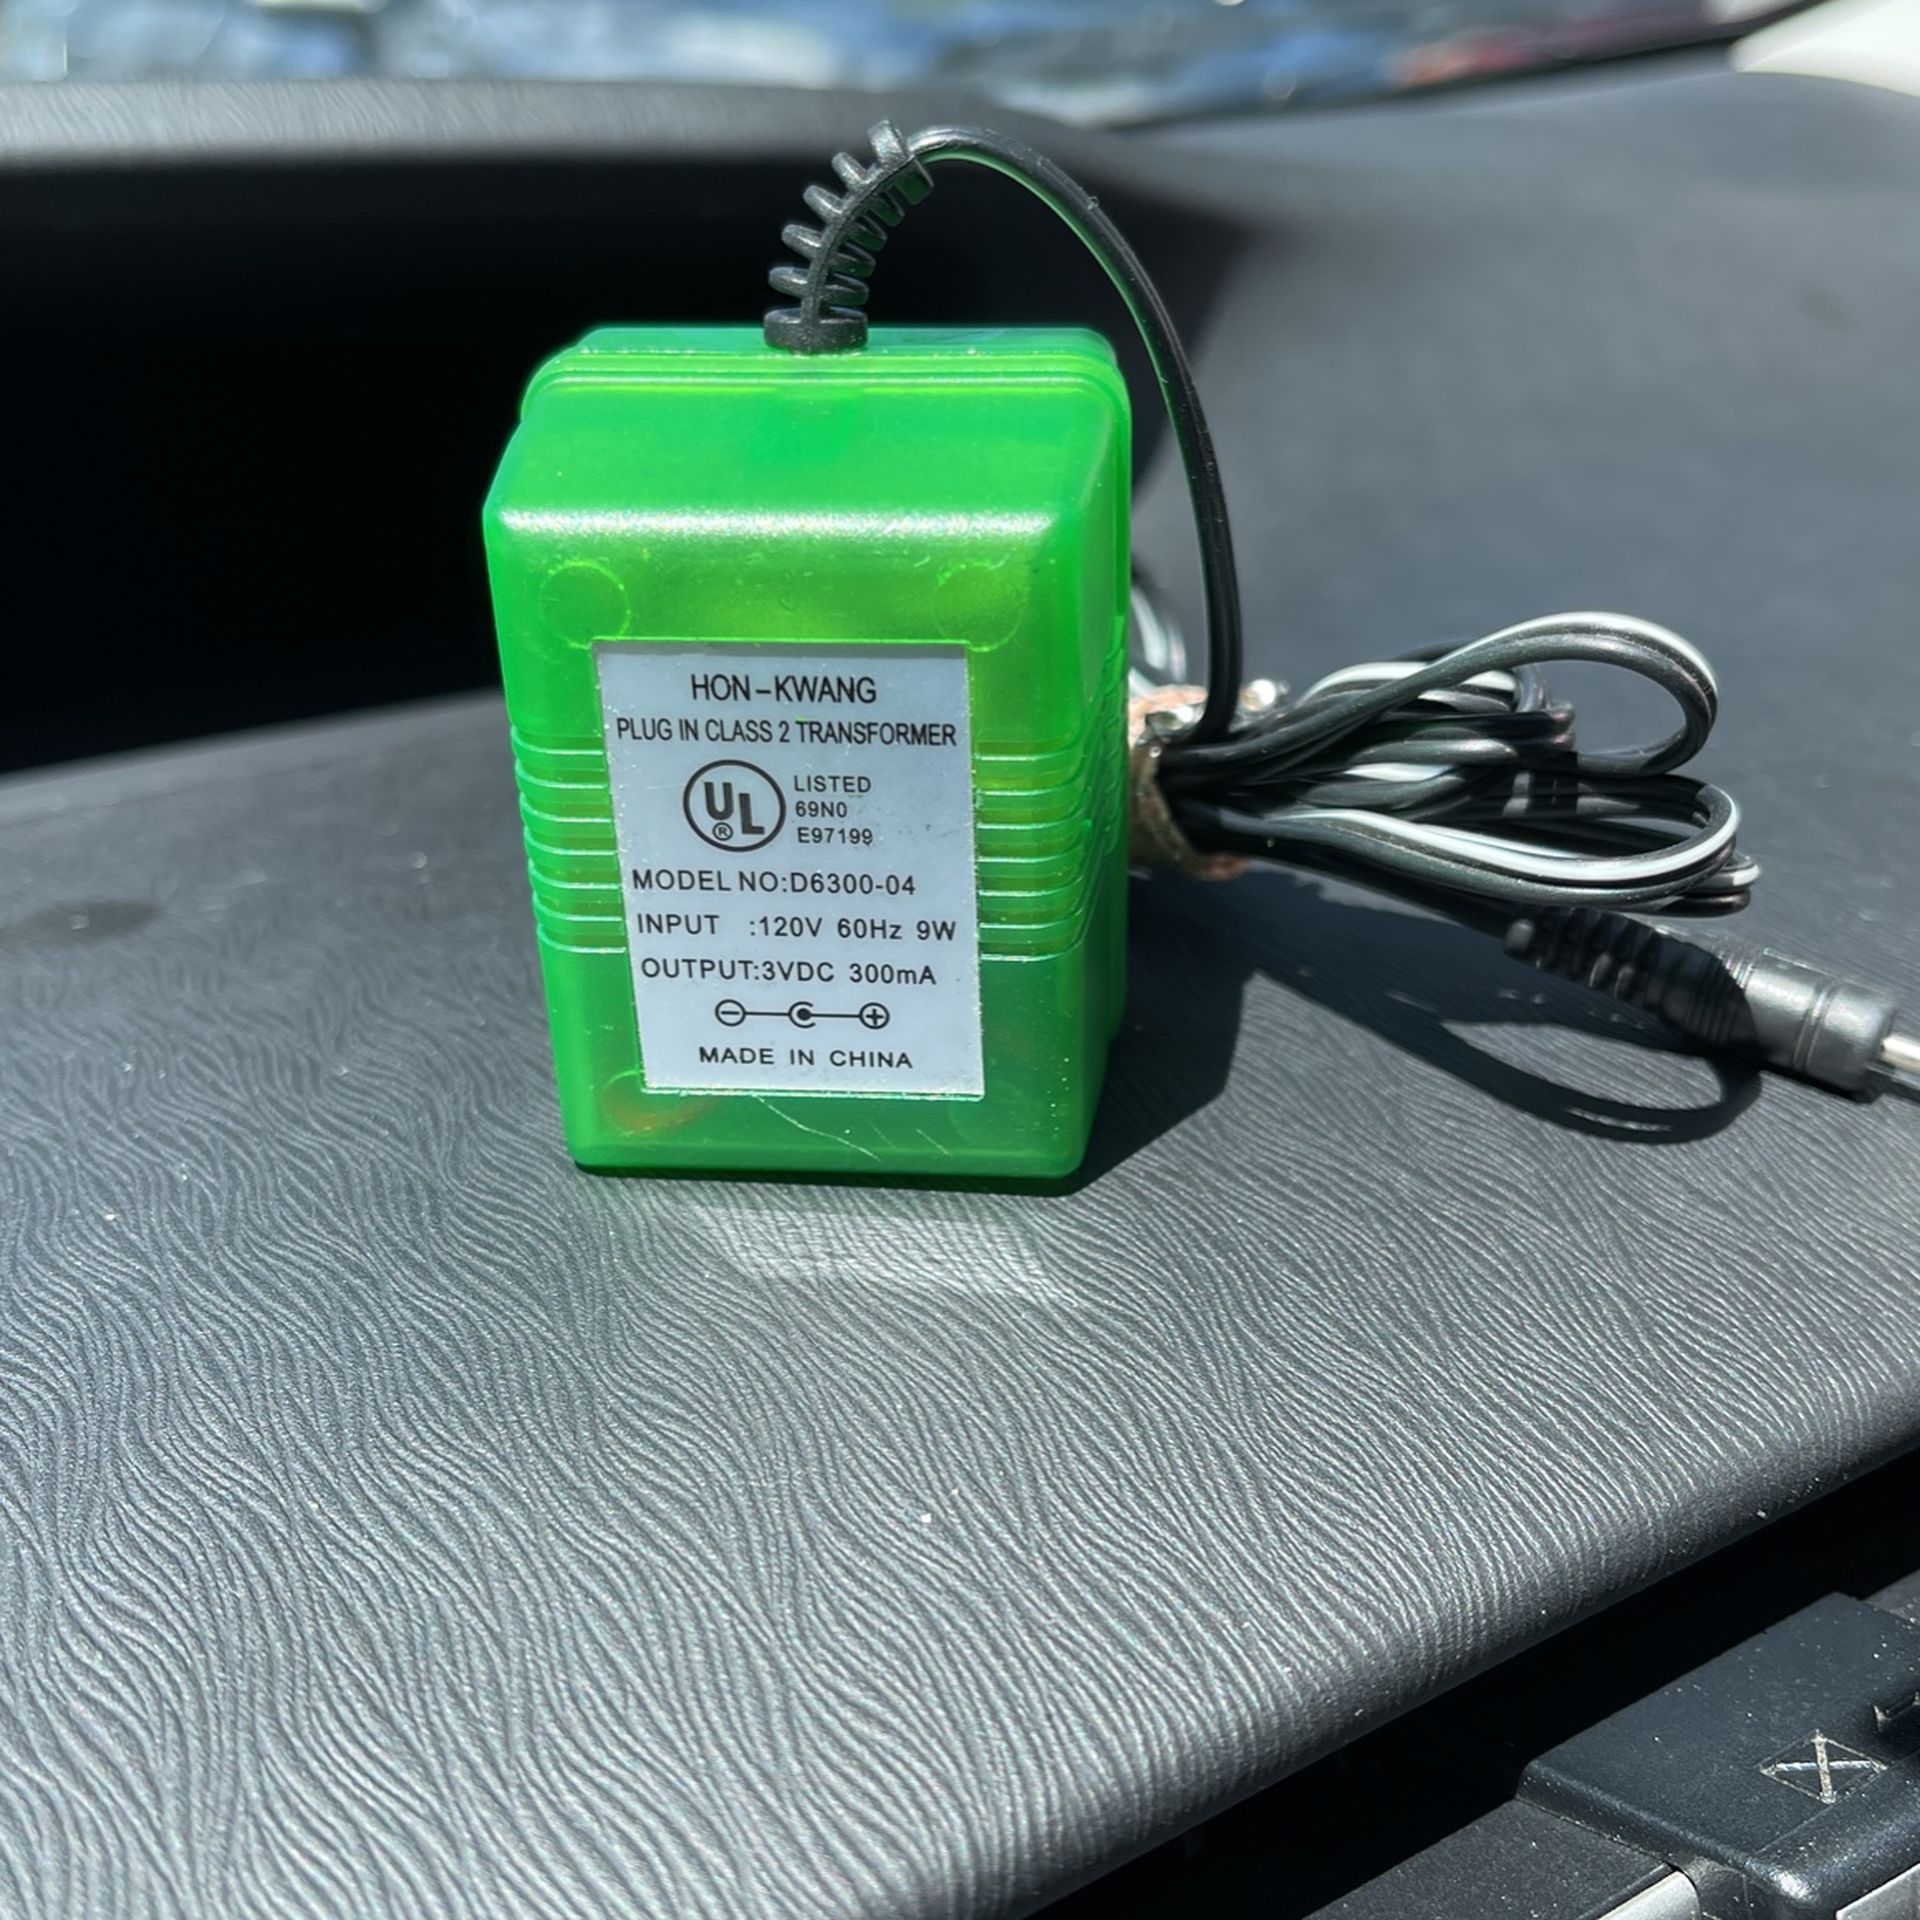 HON-KWANG
PLUG IN CLASS 2 TRANSFORMER
UL ® LISTED
69N0
E97199
MODEL NO:D6300-04
INPUT :120V 60Hz 9W
OUTPUT:3VDC 300mA
MADE IN CHINA